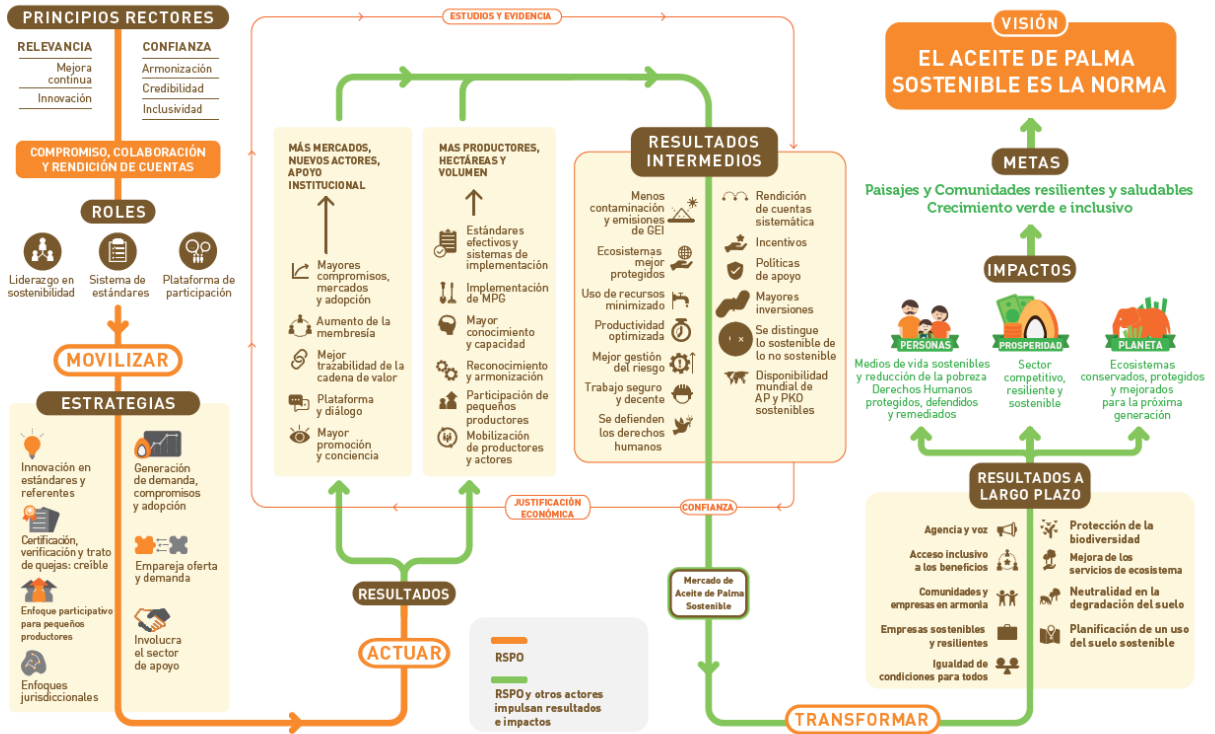 PRINCIPIOS RECTORES
RELEVANCIA
Mejora
continua
Innovación
CONFIANZA
Armonización
Credibilidad
Inclusividad
COMPROMISO, COLABORACIÓN
Y RENDICIÓN DE CUENTAS
ROLES
Liderazgo en
sostenibilidad
Sistema de
estándares
Plataforma de
participación
MOVILIZAR
ESTRATEGIAS
Innovación en
estándares y
referentes
Certificación,
verificación y trato
de quejas: creíble
Enfoque participativo
para pequeños
productores
Enfoques
jurisdiccionales
Generación
de demanda,
compromisos
y adopción
Empareja oferta
y demanda
Involucra
el sector
de apoyo
ACTUAR
RESULTADOS
ESTUDIOS Y EVIDENCIA
MÁS MERCADOS,
NUEVOS ACTORES,
APOYO
INSTITUCIONAL
Mayores
compromisos,
mercados
y adopción
Aumento de la
membresía
Mejor
trazabilidad de la
cadena de valor
Plataforma
y diálogo
Mayor
promoción
y conciencia
MAS PRODUCTORES,
HECTÁREAS Y
VOLUMEN
Estándares
efectivos y
sistemas de
implementación
Implementación
de MPG
Mayor
conocimiento
y capacidad
Reconocimiento
y armonización
Participación de
pequeños
productores
Mobilización
de productores
y actores
JUSTIFICACIÓN
ECONÓMICA
CONFIANZA
RESULTADOS
INTERMEDIOS
Menos
contaminación
y emisiones
de GEI
Ecosistemas
mejor
protegidos
Uso de recursos
minimizado
Productividad
optimizada
Mejor gestión
del riesgo
Trabajo seguro
y decente
Se defienden
los derechos
humanos
Rendición
de cuentas
sistemática
Incentivos
Políticas
de apoyo
Mayores
inversiones
Se distingue
lo sostenible de
lo no sostenible
Disponibilidad
mundial de
AP y PKO
sostenibles
Mercado de
Aceite de Palma
Sostenible
RSPO
RSPO y otros actores
impulsan resultados
e impactos
TRANSFORMAR
VISIÓN
EL ACEITE DE PALMA
SOSTENIBLE ES LA NORMA
METAS
Paisajes y Comunidades resilientes y saludables
Crecimiento verde e inclusivo
IMPACTOS
PERSONAS
Medios de vida sostenibles
y reducción de la pobreza
Derechos Humanos
protegidos, defendidos
y remediados
PROSPERIDAD
Sector
competitivo,
resiliente y
sostenible
PLANETA
Ecosistemas
conservados, protegidos
y mejorados
para la próxima
generación
RESULTADOS A
LARGO PLAZO
Agencia y voz
Acceso inclusivo
a los beneficios
Comunidades y
empresas en armonía
Empresas sostenibles
y resilientes
Igualdad de
condiciones para todos
Protección de la
biodiversidad
Mejora de los
servicios de ecosistema
Neutralidad en la
degradación del suelo
Planificación de un uso
del suelo sostenible